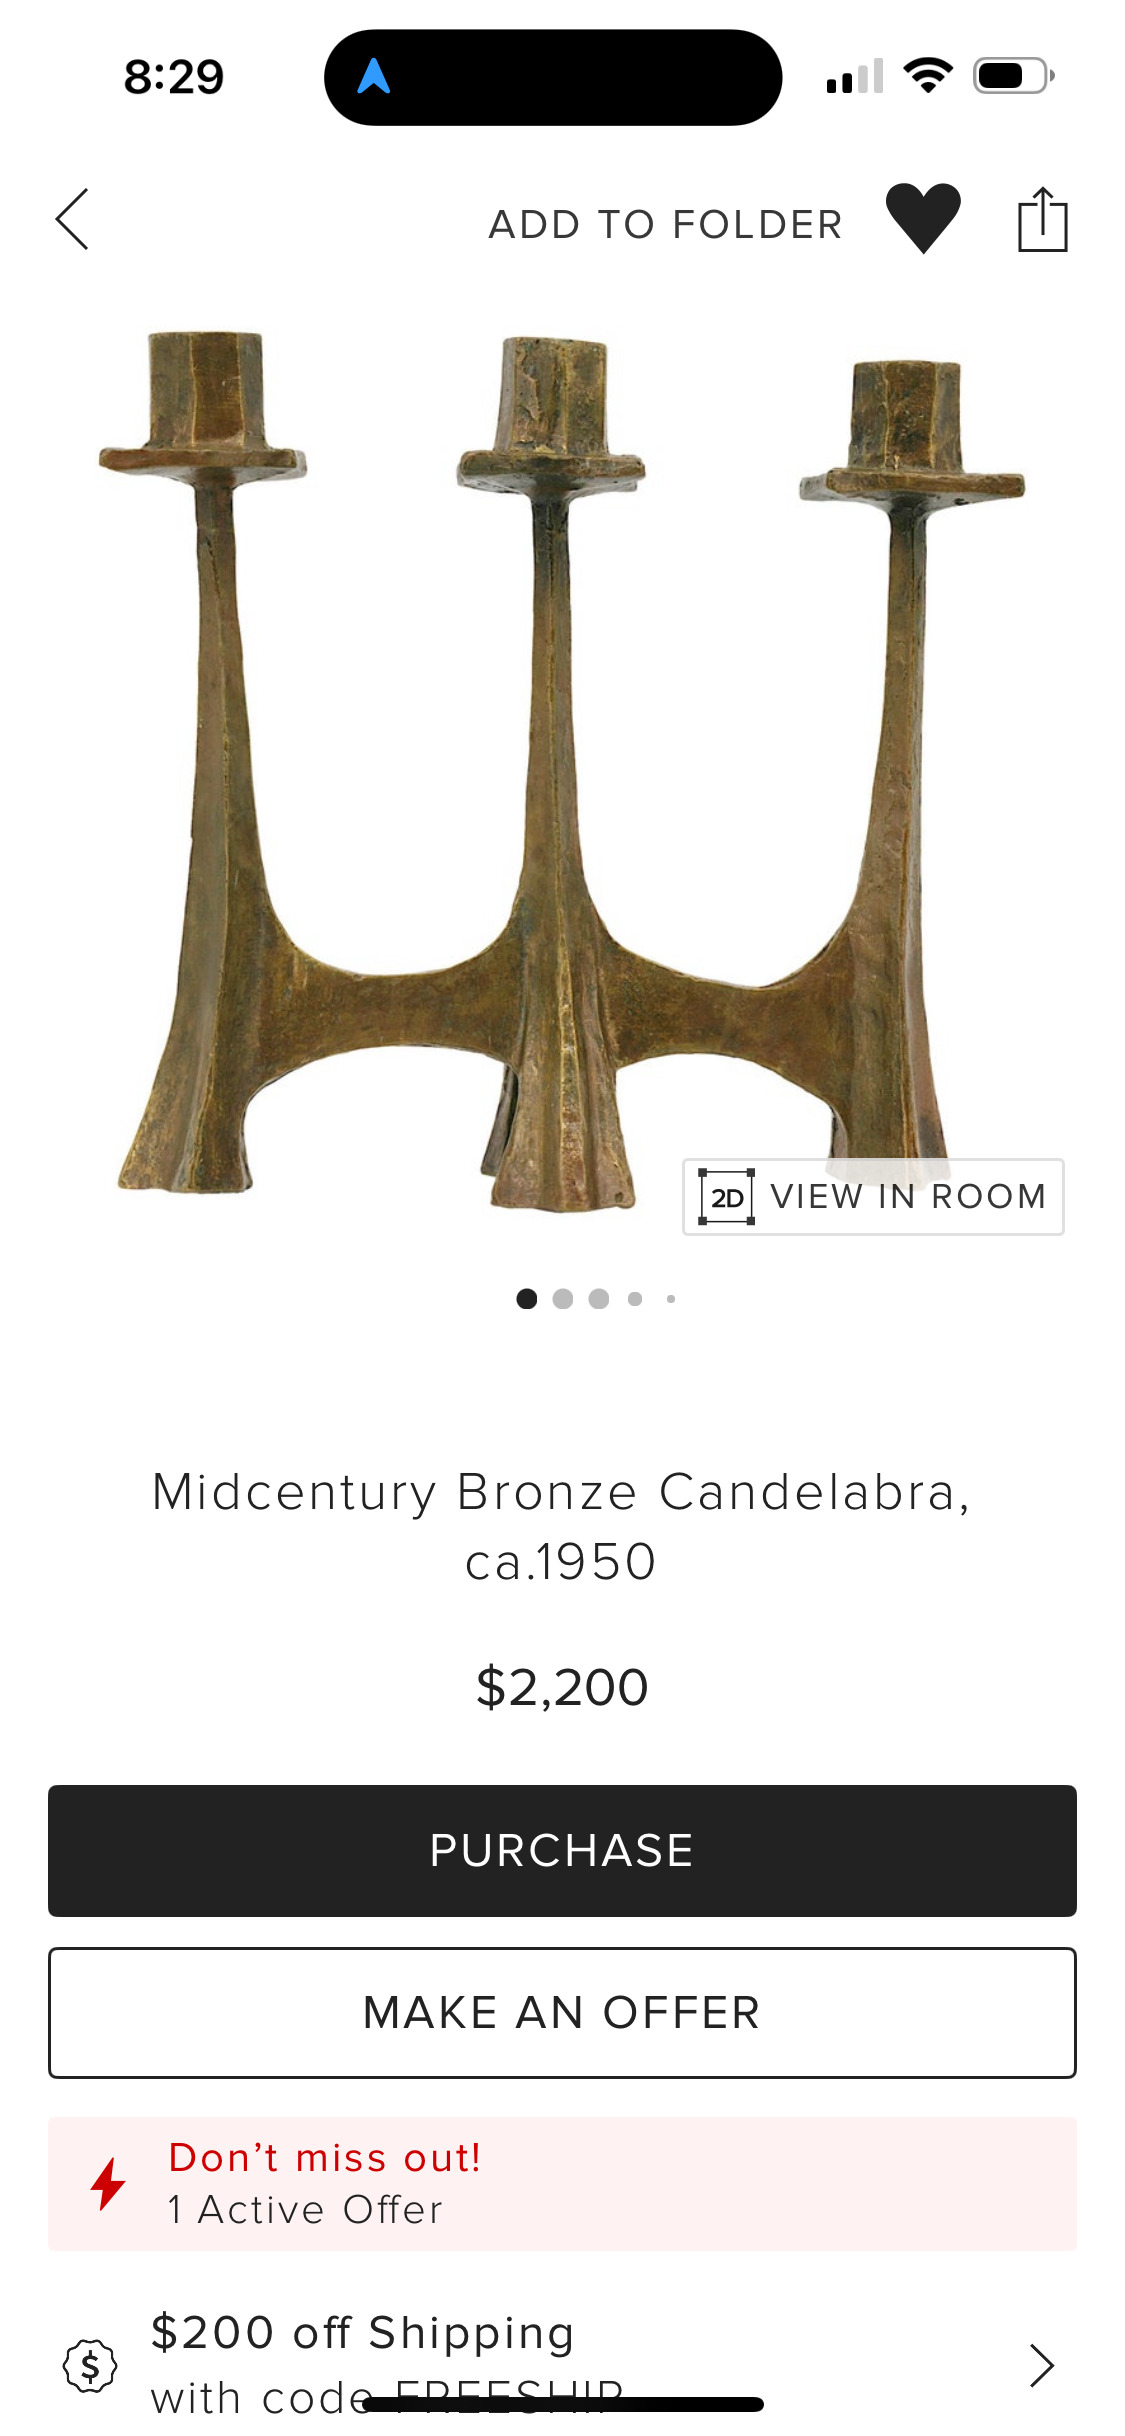 8:29
ADD TO FOLDER
2D VIEW IN ROOM
Midcentury Bronze Candelabra,
ca.1950
$2,200
PURCHASE
MAKE AN OFFER
Don’t miss out!
1 Active Offer
$200 off Shipping
$
with code FREESHIP